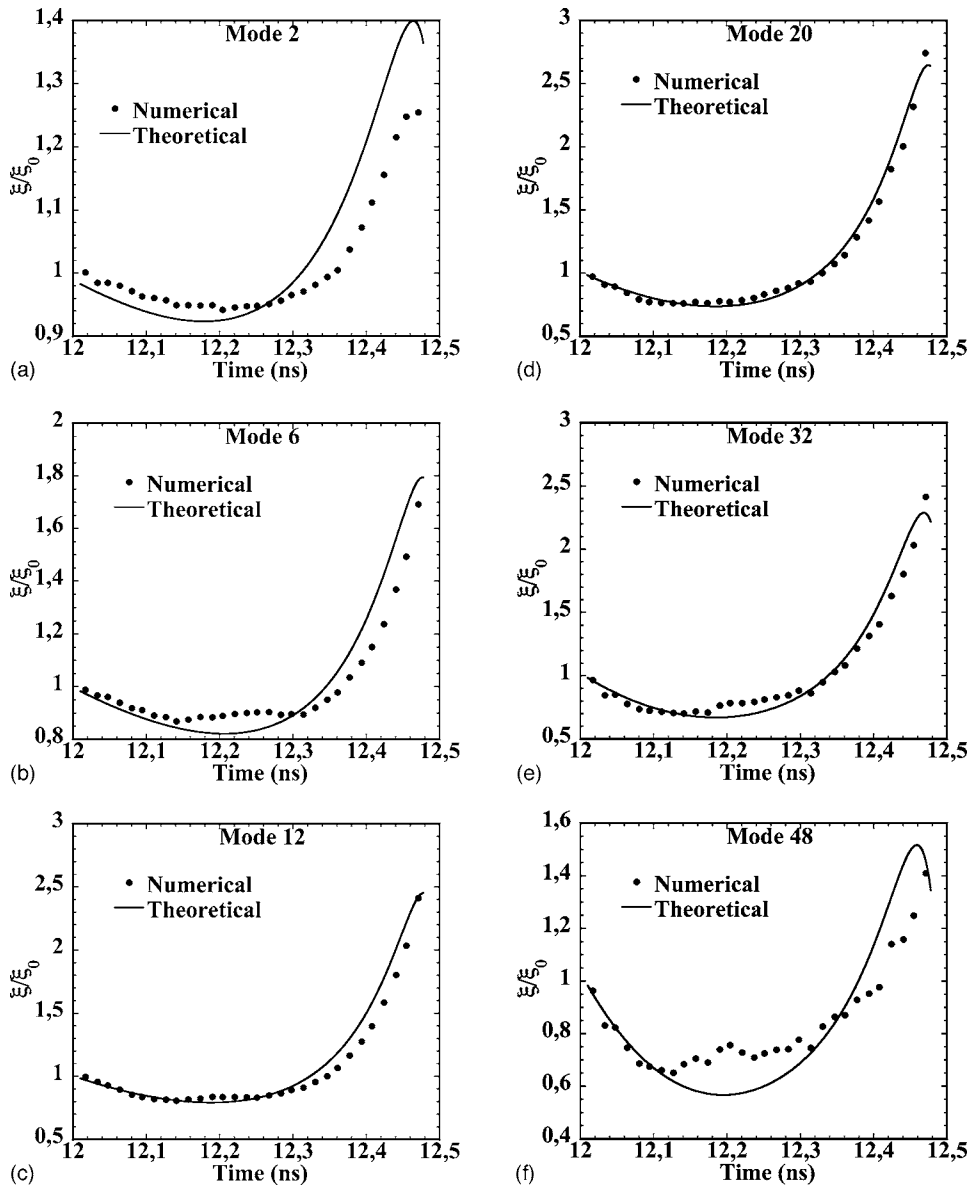 Mode 2
Numerical
Theoretical
ξ/ξ0
1,4
1,3
1,2
1,1
1
0,9
12 12,1 12,2 12,3 12,4 12,5
Time (ns)
(a)
Mode 20
Numerical
Theoretical
ξ/ξ0
3
2,5
2
1,5
1
0,5
12 12,1 12,2 12,3 12,4 12,5
Time (ns)
(d)
Mode 6
Numerical
Theoretical
ξ/ξ0
2
1,8
1,6
1,4
1,2
1
0,8
12 12,1 12,2 12,3 12,4 12,5
Time (ns)
(b)
Mode 32
Numerical
Theoretical
ξ/ξ0
3
2,5
2
1,5
1
0,5
12 12,1 12,2 12,3 12,4 12,5
Time (ns)
(e)
Mode 12
Numerical
Theoretical
ξ/ξ0
3
2,5
2
1,5
1
0,5
12 12,1 12,2 12,3 12,4 12,5
Time (ns)
(c)
Mode 48
Numerical
Theoretical
ξ/ξ0
1,6
1,4
1,2
1
0,8
0,6
0,4
12 12,1 12,2 12,3 12,4 12,5
Time (ns)
(f)